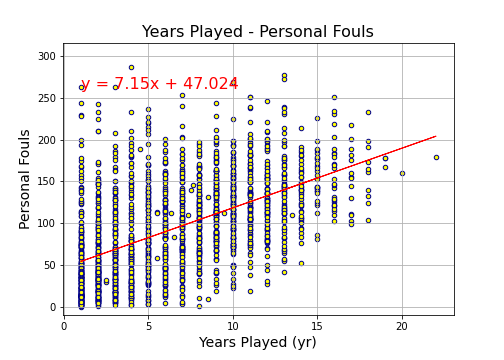 Years Played - Personal Fouls
y = 7.15x + 47.024
Personal Fouls
300
250
200
150
100
50
0
0 5 10 15 20
Years Played (yr)